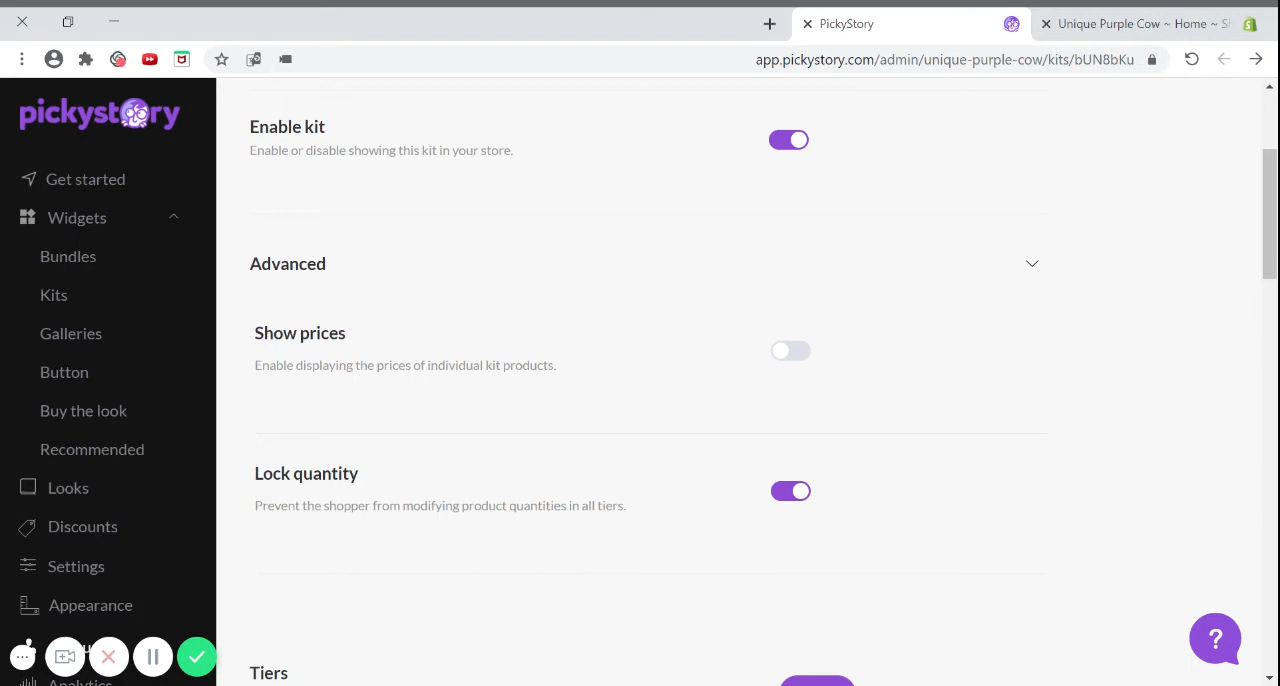 PickyStory
Unique Purple Cow ~ Home ~ S
app.pickystory.com/admin/unique-purple-cow/kits/bUN8bKu
pickystory
Get started
Widgets
Bundles
Kits
Galleries
Button
Buy the look
Recommended
Looks
Discounts
Settings
Appearance
Analytics
Enable kit
Enable or disable showing this kit in your store.
Advanced
Show prices
Enable displaying the prices of individual kit products.
Lock quantity
Prevent the shopper from modifying product quantities in all tiers.
Tiers
?